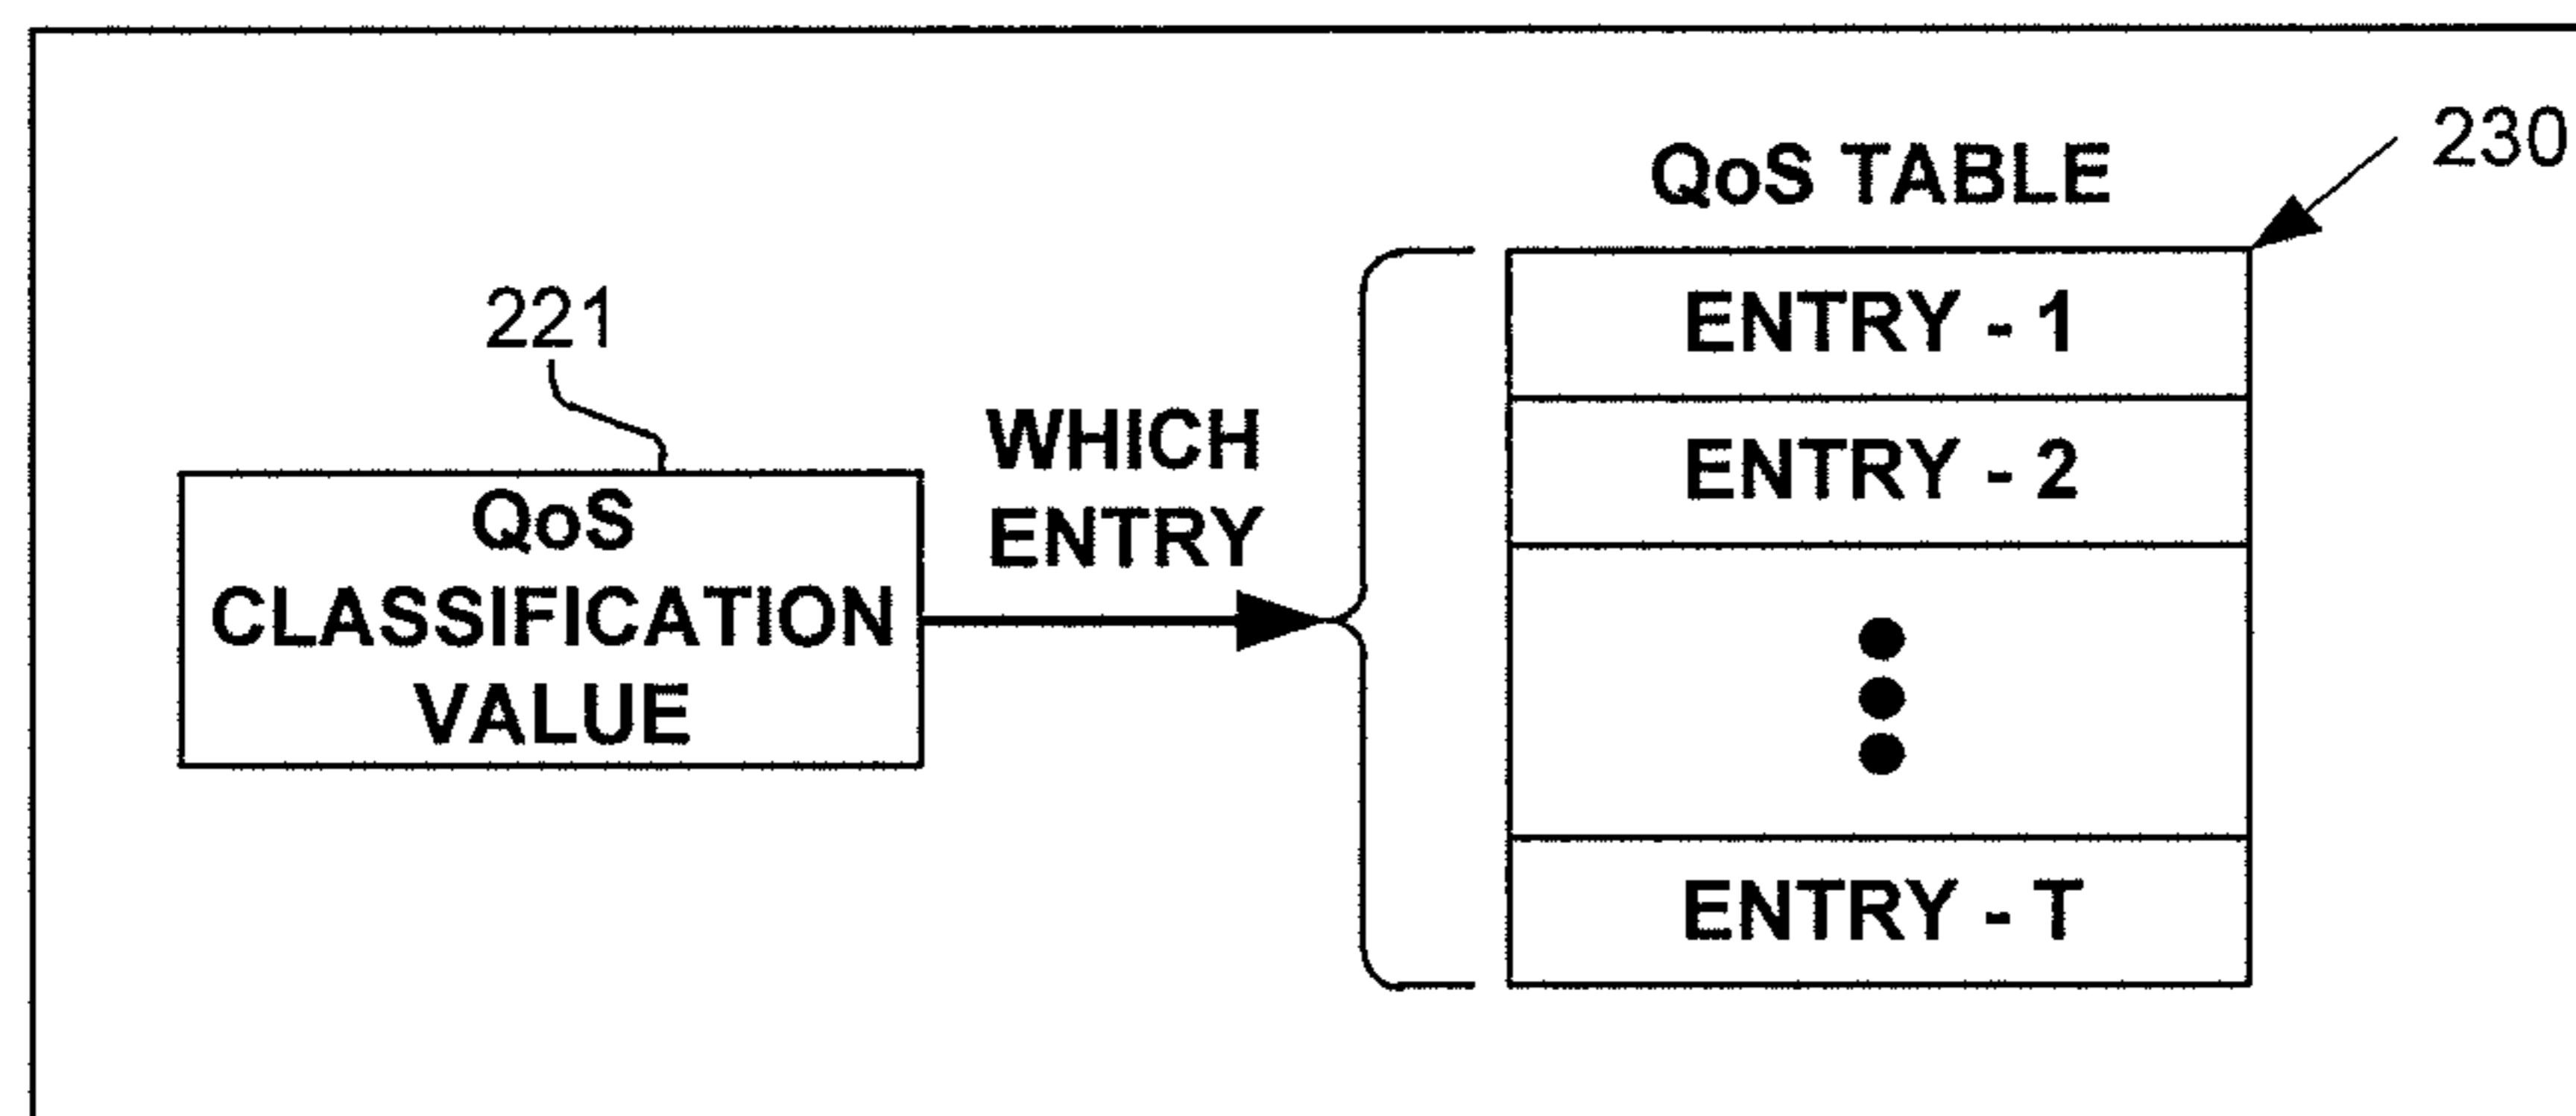 230
QoS TABLE
221
ENTRY - 1
WHICH
ENTRY
ENTRY - 2
QoS
CLASSIFICATION
VALUE
ENTRY - T